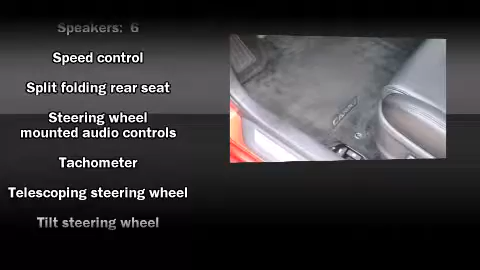 Speakers: 6
Speed control
Split folding rear seat
Steering wheel
mounted audio controls
Tachometer
Telescoping steering wheel
Tilt steering wheel